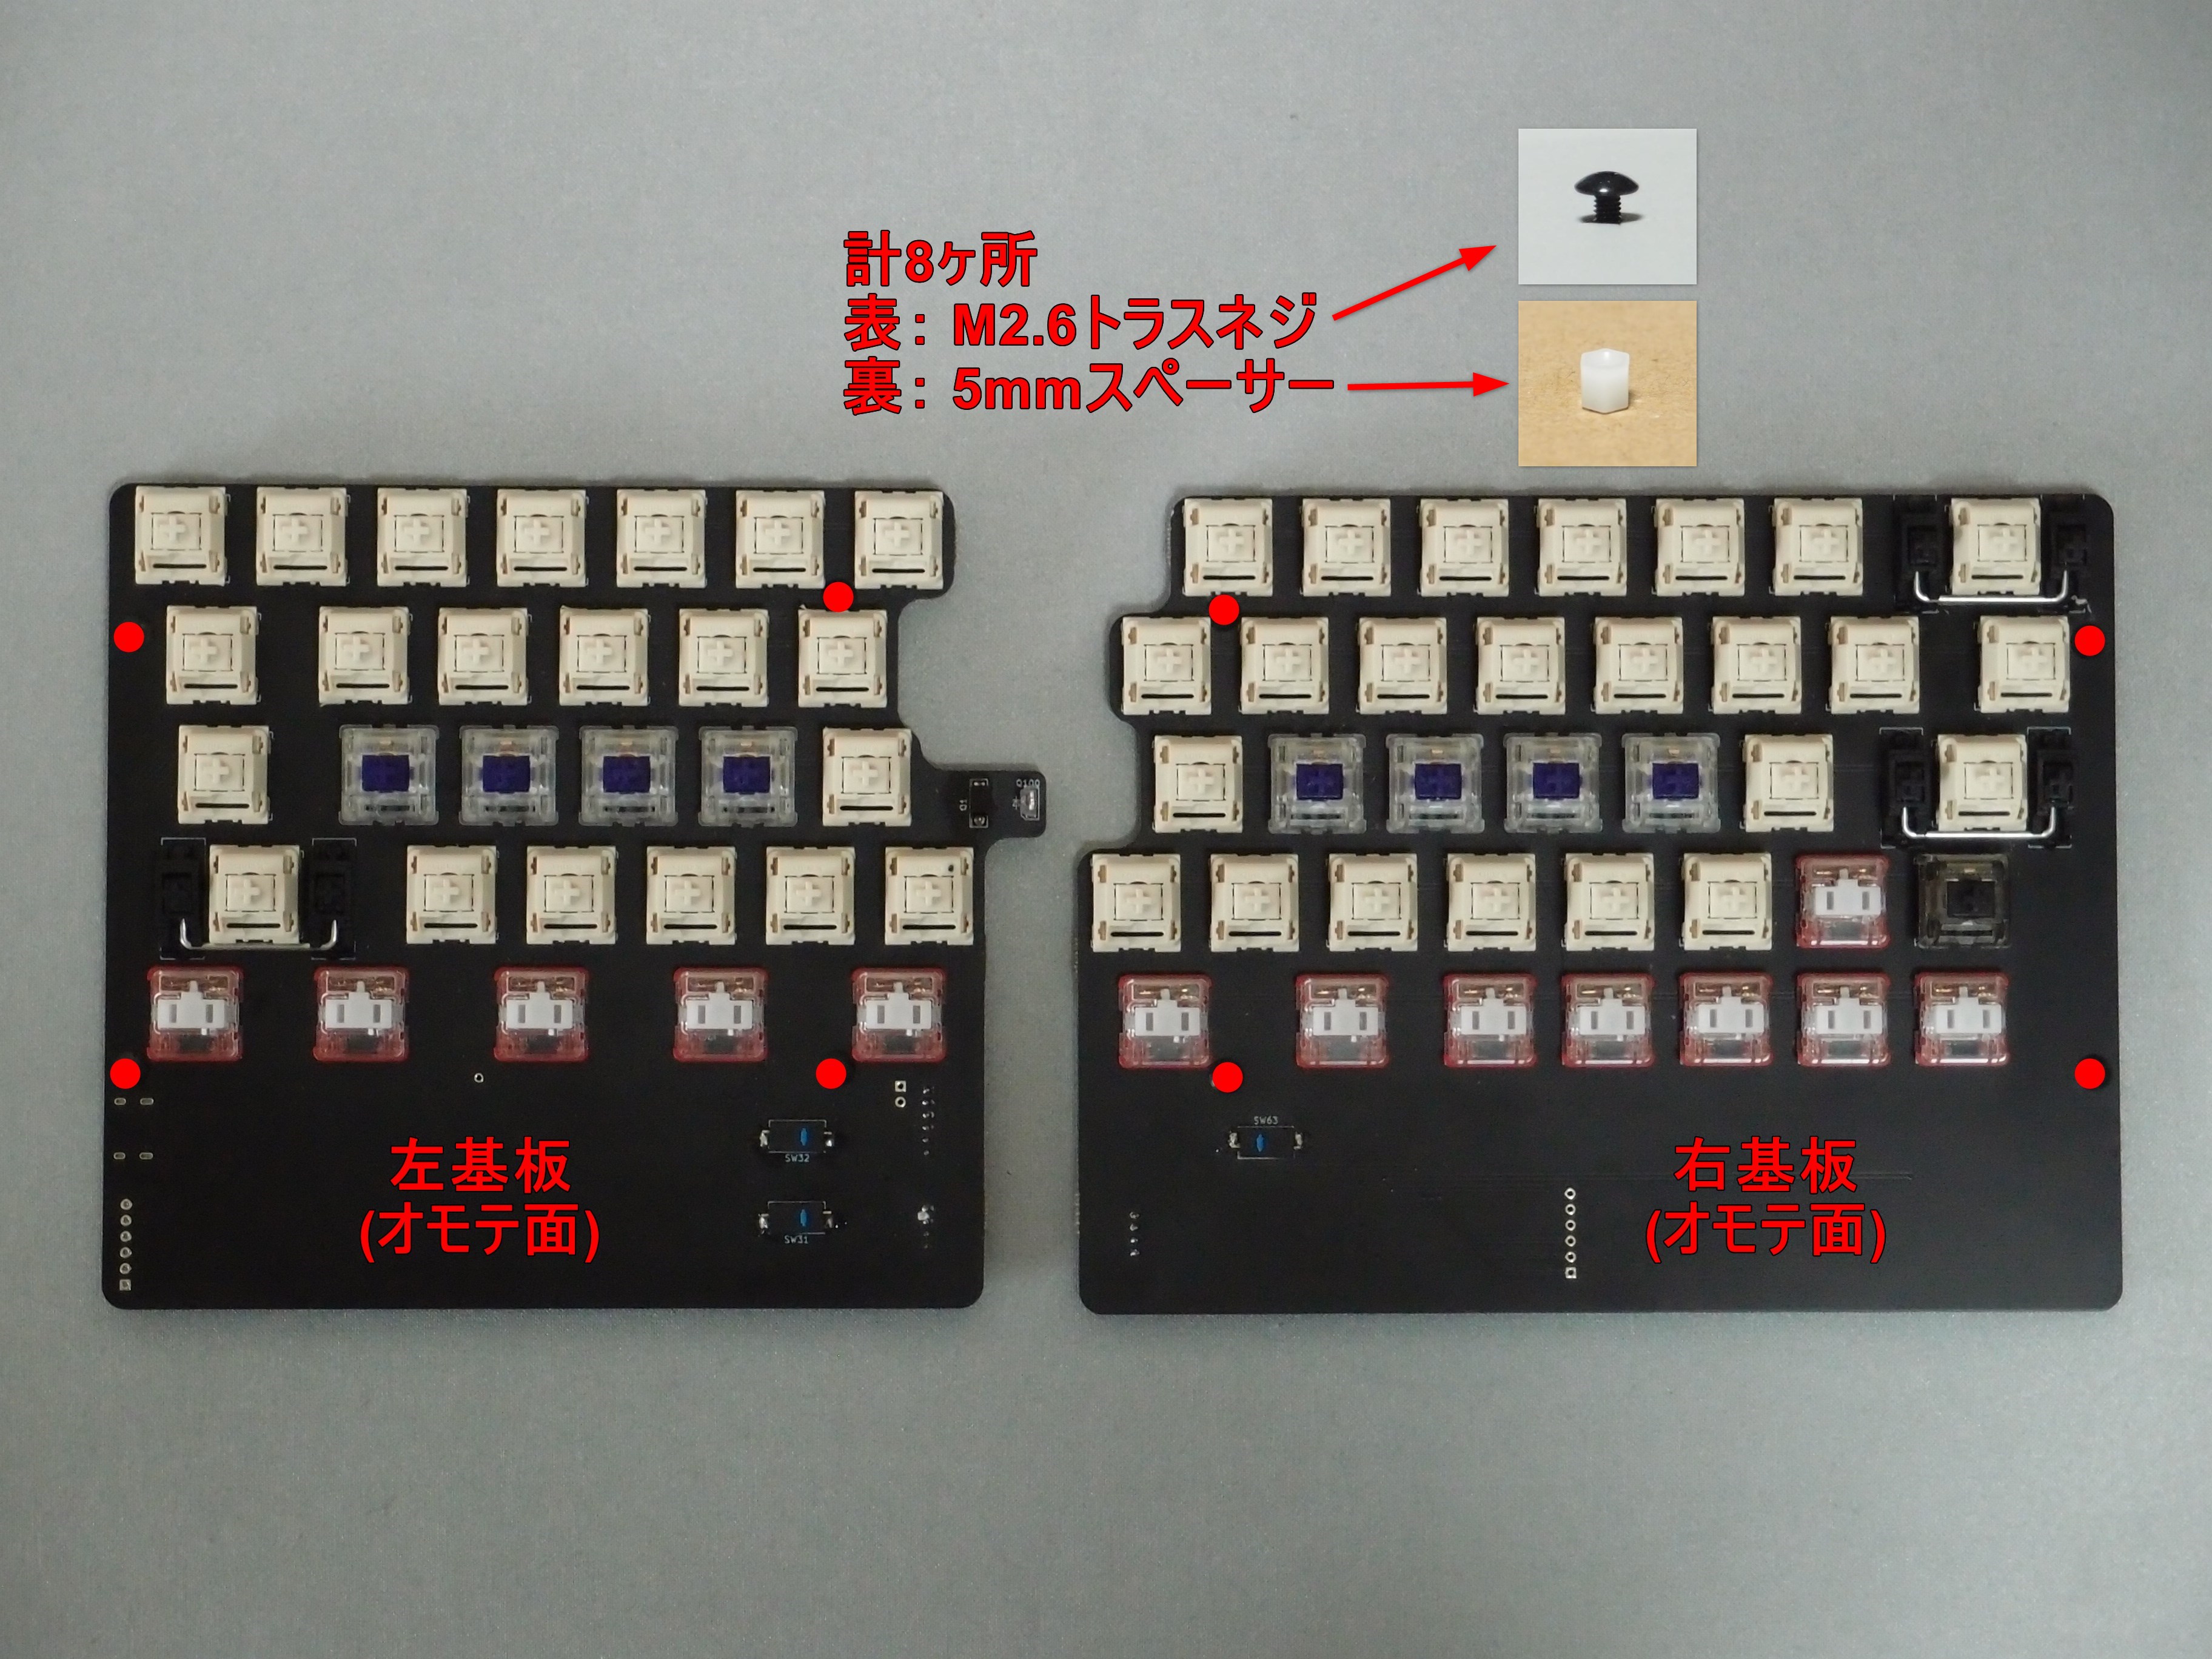 計8ヶ所
表： M2.6トラスネジ
裏： 5mmスペーサー
Q1
左基板
(オモテ面)
SW32
SW31
SW63
右基板
(オモテ面)